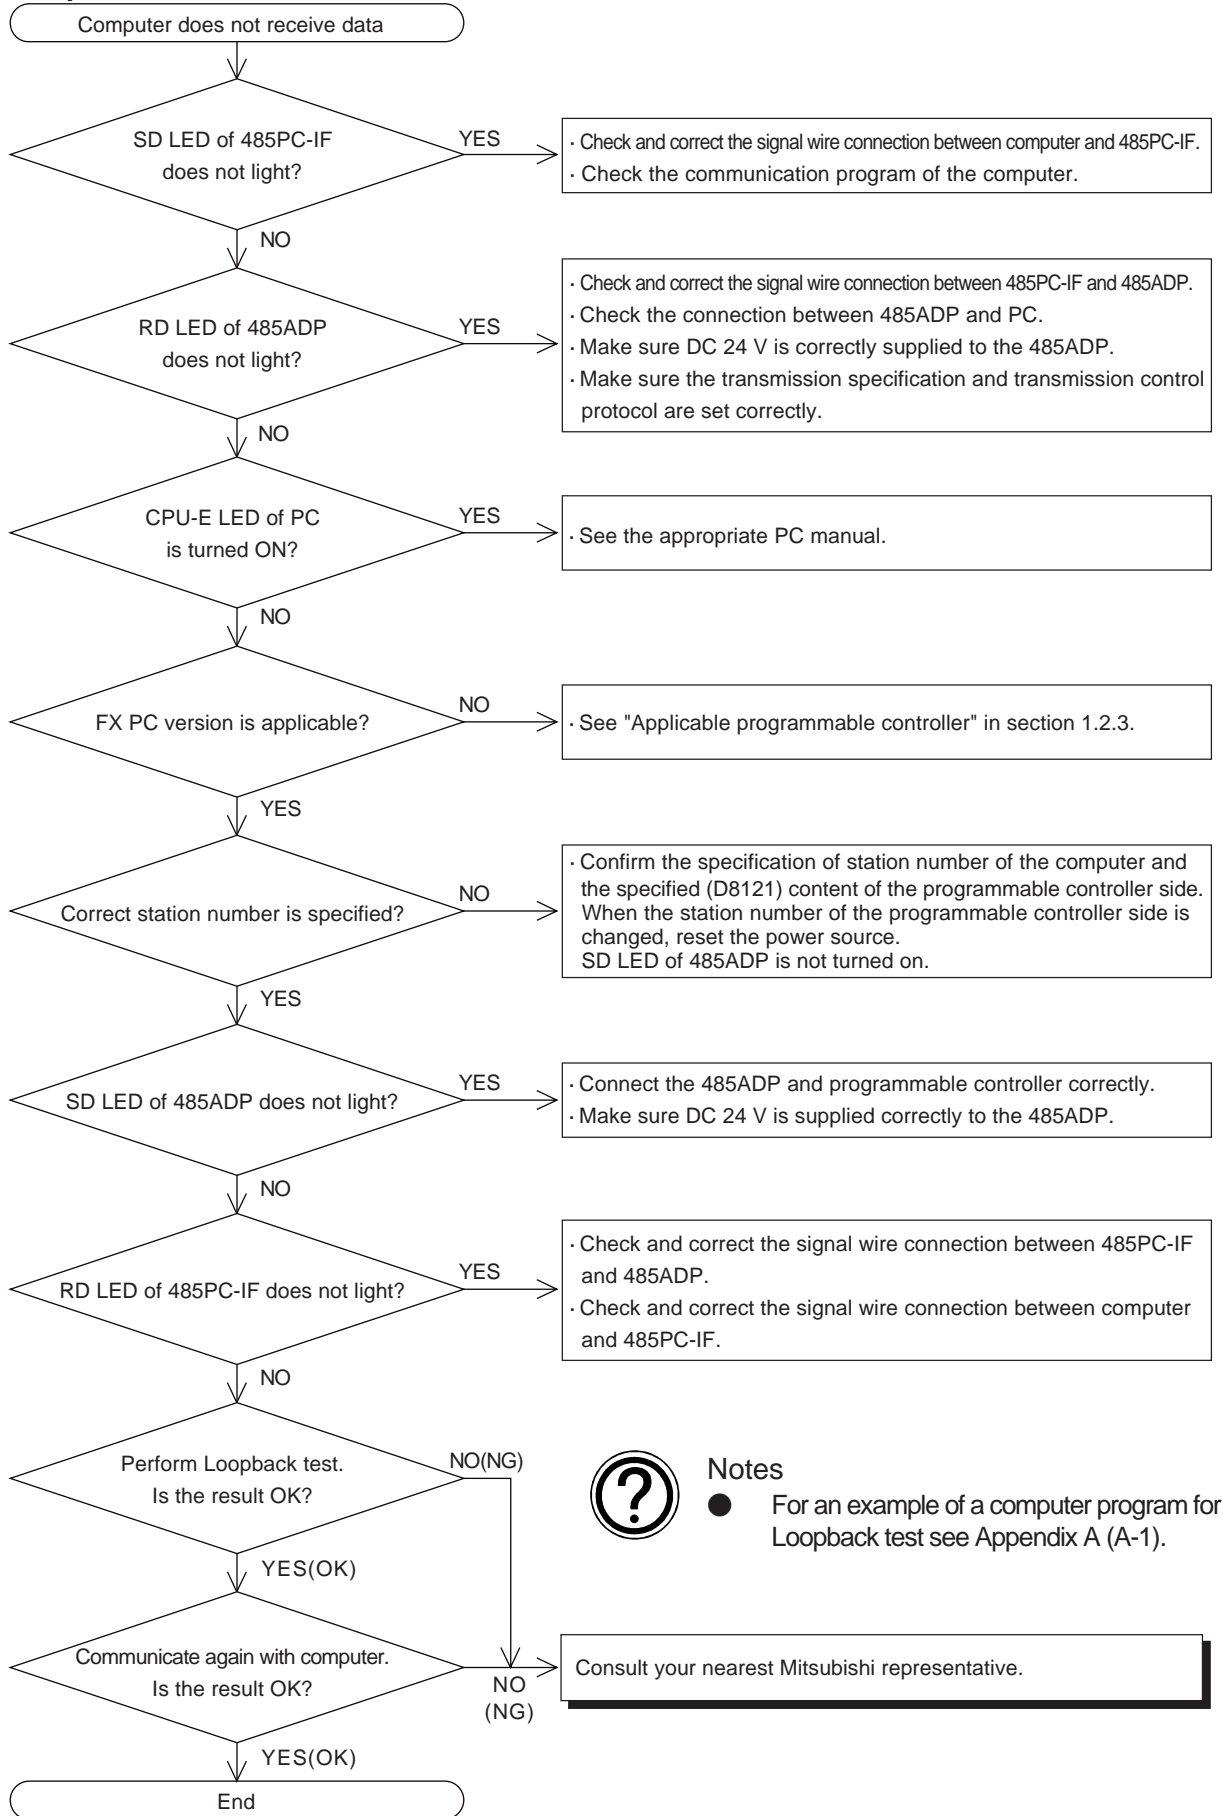 Computer does not receive data
SD LED of 485PC-IF
does not light?
YES
· Check and correct the signal wire connection between computer and 485PC-IF.
· Check the communication program of the computer.
NO
RD LED of 485ADP
does not light?
YES
· Check and correct the signal wire connection between 485PC-IF and 485ADP.
· Check the connection between 485ADP and PC.
· Make sure DC 24 V is correctly supplied to the 485ADP.
· Make sure the transmission specification and transmission control
protocol are set correctly.
NO
CPU-E LED of PC
is turned ON?
YES
· See the appropriate PC manual.
NO
FX PC version is applicable?
NO
· See "Applicable programmable controller" in section 1.2.3.
YES
Correct station number is specified?
NO
· Confirm the specification of station number of the computer and
the specified (D8121) content of the programmable controller side.
When the station number of the programmable controller side is
changed, reset the power source.
SD LED of 485ADP is not turned on.
YES
SD LED of 485ADP does not light?
YES
· Connect the 485ADP and programmable controller correctly.
· Make sure DC 24 V is supplied correctly to the 485ADP.
NO
RD LED of 485PC-IF does not light?
YES
· Check and correct the signal wire connection between 485PC-IF
and 485ADP.
· Check and correct the signal wire connection between computer
and 485PC-IF.
NO
Perform Loopback test.
Is the result OK?
NO(NG)
Notes
● For an example of a computer program for
Loopback test see Appendix A (A-1).
YES(OK)
Communicate again with computer.
Is the result OK?
NO
(NG)
Consult your nearest Mitsubishi representative.
YES(OK)
End